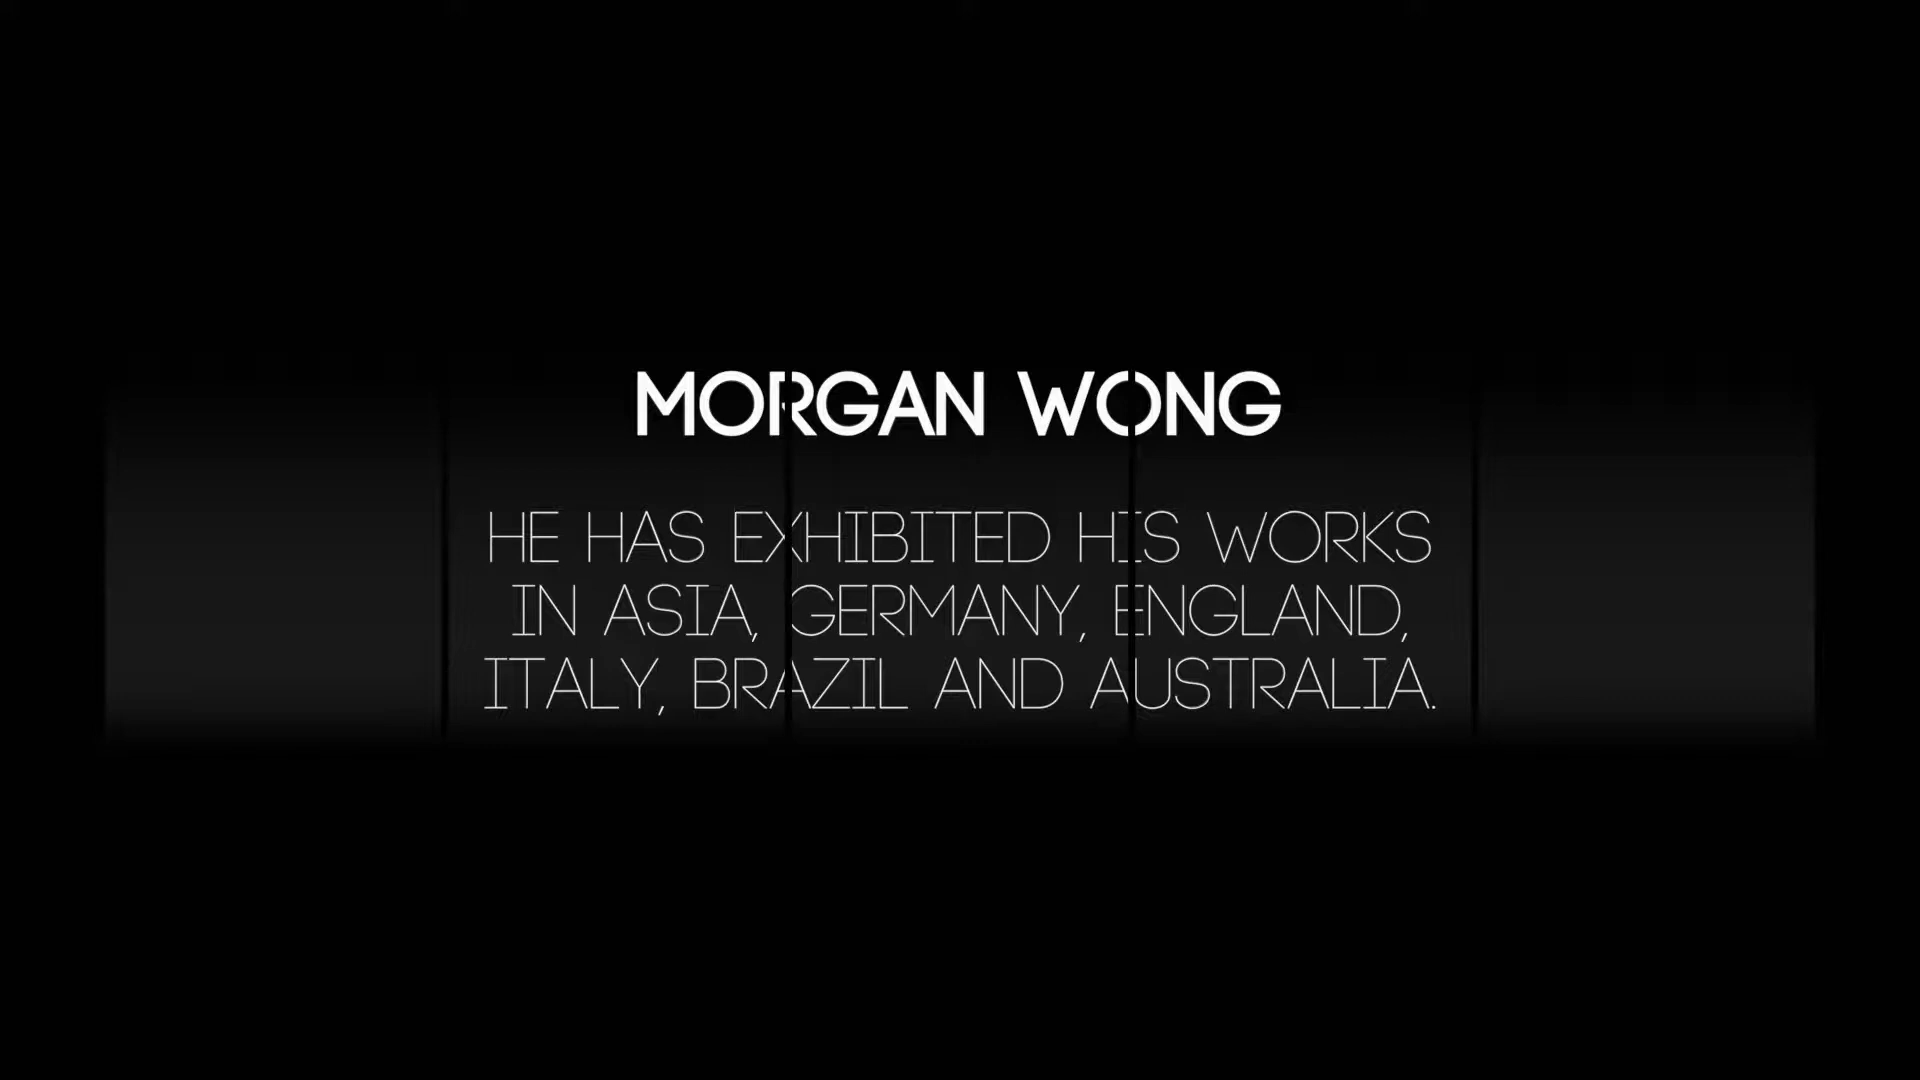 MORGAN WONG
HE HAS EXHIBITED HIS WORKS
IN ASIA, GERMANY, ENGLAND,
ITALY, BRAZIL AND AUSTRALIA.